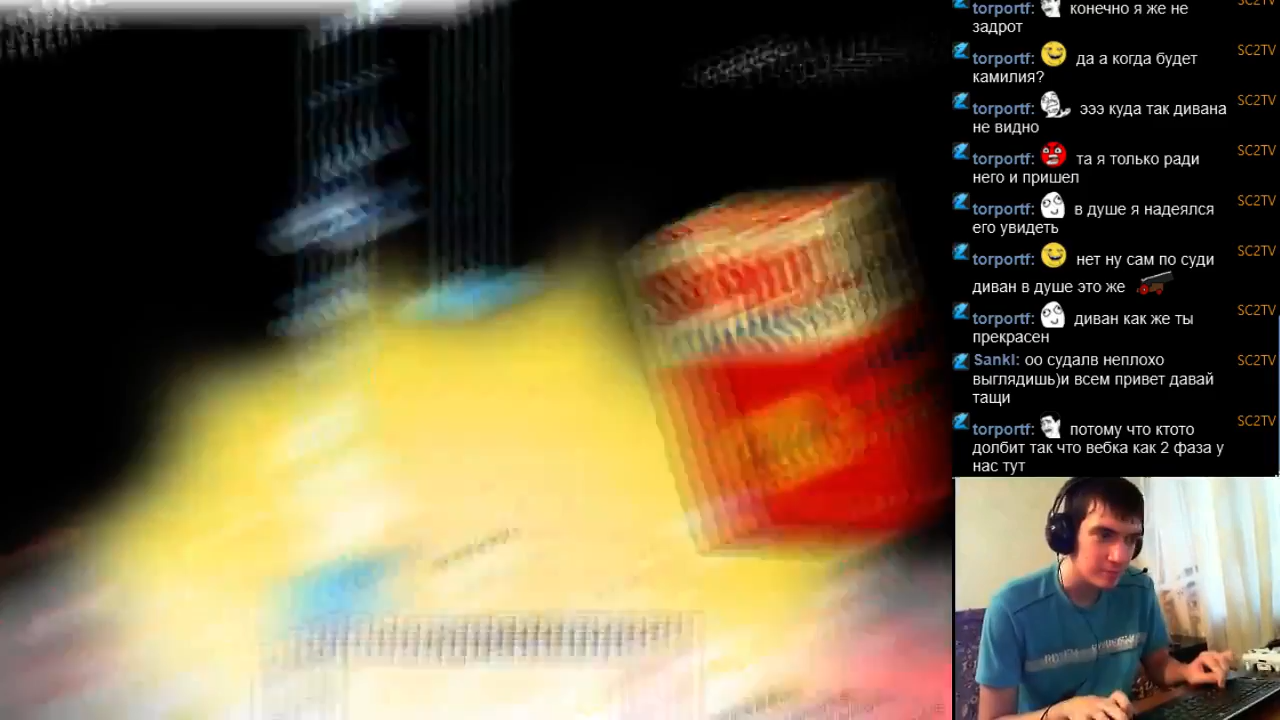 torportf: конечно я же не
задрот
SC2TV
torportf: да а когда будет
камилия?
SC2TV
torportf: эээ куда так дивана
не видно
SC2TV
torportf: та я только ради
него и пришел
SC2TV
torportf: в душе я надеялся
его увидеть
SC2TV
torportf: нет ну сам по суди
диван в душе это же
SC2TV
torportf: диван как же ты
прекрасен
SC2TV
Sankl: оо судалв неплохо
выглядишь)и всем привет давай
тащи
SC2TV
torportf: потому что ктото
долбит так что вебка как 2 фаза у
нас тут
SC2TV